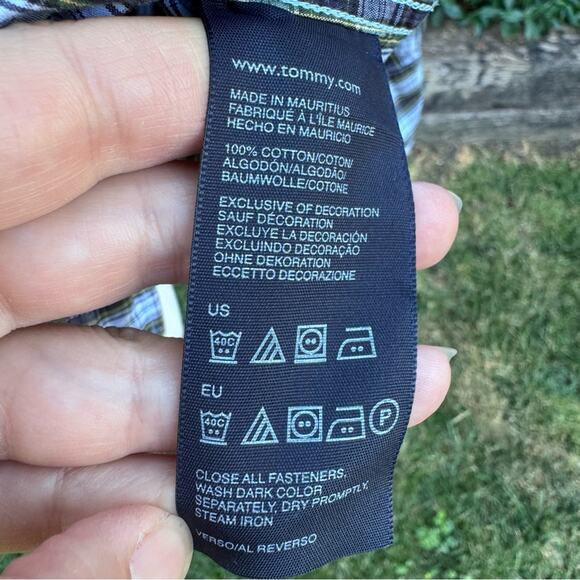 www.tommy.com
MADE IN MAURITIUS
FABRIQUÉ À L'ÎLE MAURICE
HECHO EN MAURICIO
100% COTTON/COTON/
ALGODÓN/ALGODÃO/
BAUMWOLLE/COTONE
EXCLUSIVE OF DECORATION
SAUF DÉCORATION
EXCLUYE LA DECORACIÓN
EXCLUINDO DECORAÇÃO
OHNE DEKORATION
ECCETTO DECORAZIONE
US
40C
EU
40C P
CLOSE ALL FASTENERS,
WASH DARK COLOR
SEPARATELY, DRY PROMPTLY,
STEAM IRON
VERSO/AL REVERSO